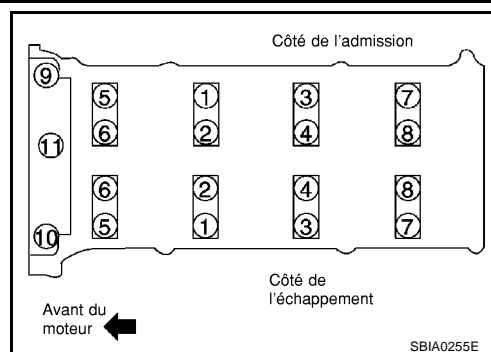 Côté de l'admission
9
5 1 3 7
6 2 4 8
11
6 2 4 8
5 1 3 7
10
Côté de
l'échappement
Avant du
moteur
SBIA0255E